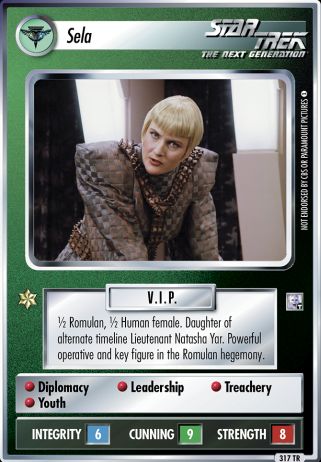 Sela
STAR TREK
THE NEXT GENERATION
NOT ENDORSED BY CBS OR PARAMOUNT PICTURES
V.I.P.
½ Romulan, ½ Human female. Daughter of
alternate timeline Lieutenant Natasha Yar. Powerful
operative and key figure in the Romulan hegemony.
Diplomacy Leadership Treachery
Youth
INTEGRITY 6 CUNNING 9 STRENGTH 8
317 TR